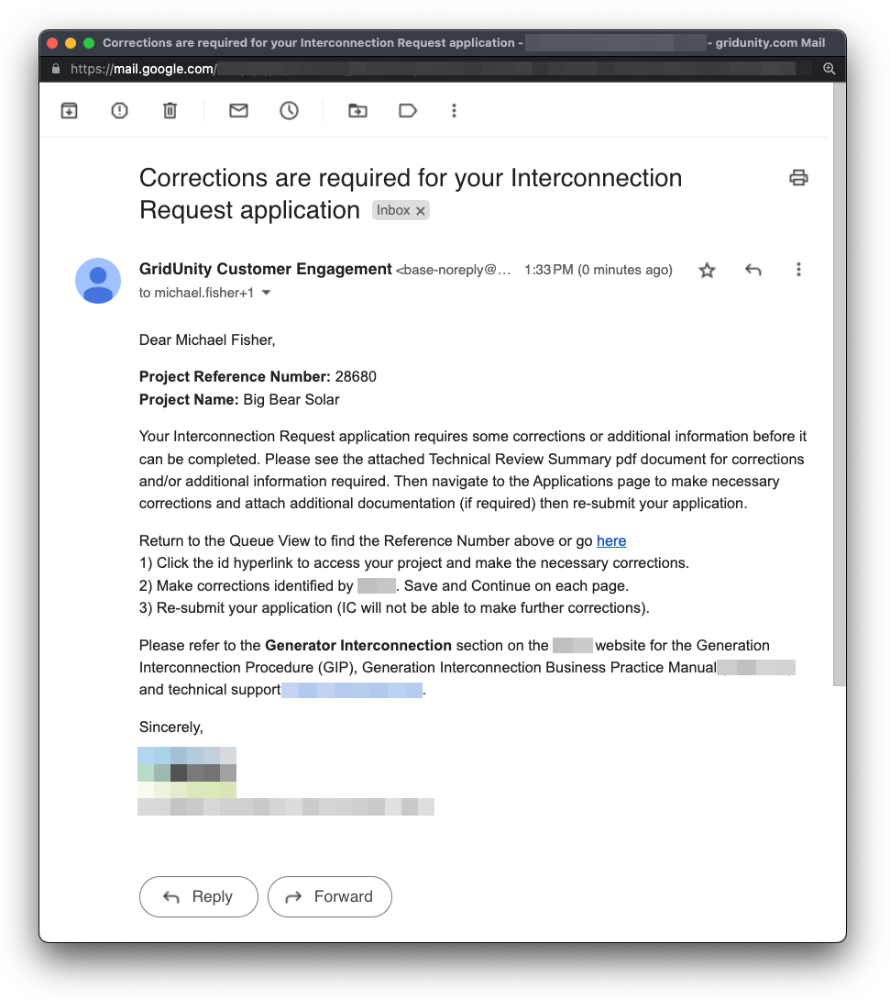 Corrections are required for your Interconnection Request application - - gridunity.com Mail
https://mail.google.com/
Corrections are required for your Interconnection
Request application Inbox ×
GridUnity Customer Engagement <base-noreply@... 1:33 PM (0 minutes ago)
to michael.fisher+1
Dear Michael Fisher,
Project Reference Number: 28680
Project Name: Big Bear Solar
Your Interconnection Request application requires some corrections or additional information before it
can be completed. Please see the attached Technical Review Summary pdf document for corrections
and/or additional information required. Then navigate to the Applications page to make necessary
corrections and attach additional documentation (if required) then re-submit your application.
Return to the Queue View to find the Reference Number above or go here
1) Click the id hyperlink to access your project and make the necessary corrections.
2) Make corrections identified by . Save and Continue on each page.
3) Re-submit your application (IC will not be able to make further corrections).
Please refer to the Generator Interconnection section on the website for the Generation
Interconnection Procedure (GIP), Generation Interconnection Business Practice Manual
and technical support .
Sincerely,
Reply Forward